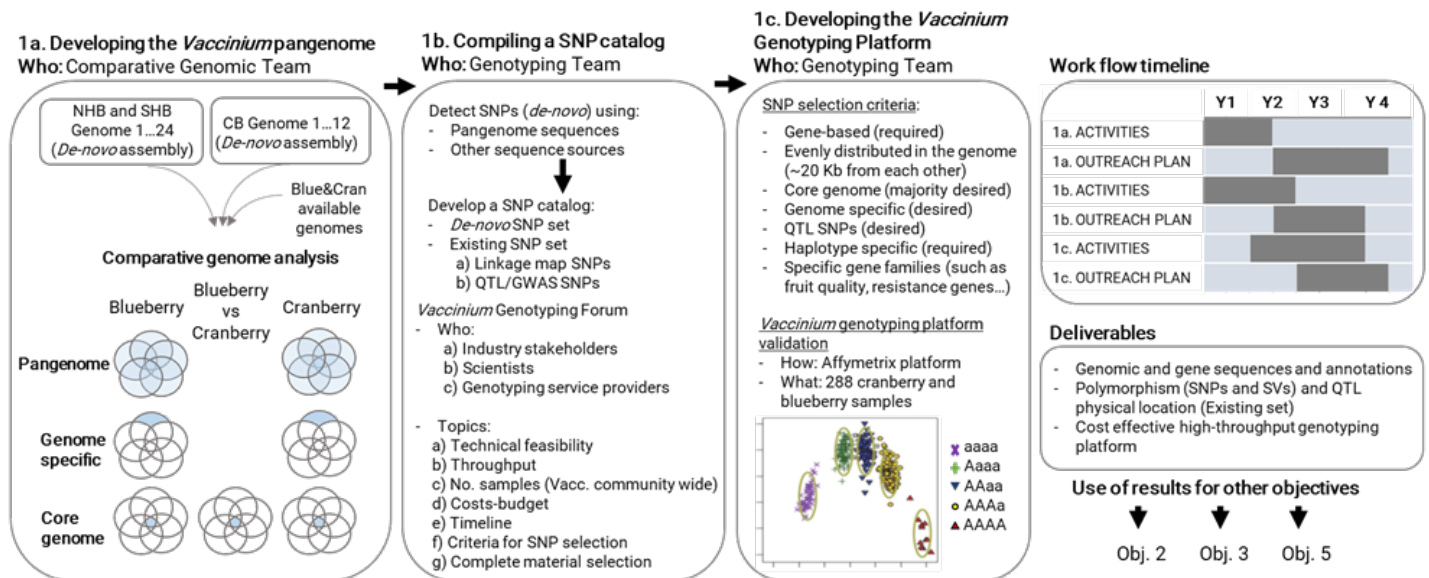 1a. Developing the Vaccinium pangenome
Who: Comparative Genomic Team
NHB and SHB
Genome 1...24
(De-novo assembly)
CB Genome 1...12
(De-novo assembly)
Blue&Cran
available
genomes
Comparative genome analysis
Blueberry
Blueberry
vs
Cranberry
Cranberry
Pangenome
Genome
specific
Core
genome
1b. Compiling a SNP catalog
Who: Genotyping Team
Detect SNPs (de-novo) using:
- Pangenome sequences
- Other sequence sources
Develop a SNP catalog:
- De-novo SNP set
- Existing SNP set
a) Linkage map SNPs
b) QTL/GWAS SNPs
Vaccinium Genotyping Forum
- Who:
a) Industry stakeholders
b) Scientists
c) Genotyping service providers
- Topics:
a) Technical feasibility
b) Throughput
c) No. samples (Vacc. community wide)
d) Costs-budget
e) Timeline
f) Criteria for SNP selection
g) Complete material selection
1c. Developing the Vaccinium
Genotyping Platform
Who: Genotyping Team
SNP selection criteria:
- Gene-based (required)
- Evenly distributed in the genome
(~20 Kb from each other)
- Core genome (majority desired)
- Genome specific (desired)
- QTL SNPs (desired)
- Haplotype specific (required)
- Specific gene families (such as
fruit quality, resistance genes...)
Vaccinium genotyping platform
validation
- How: Affymetrix platform
- What: 288 cranberry and
blueberry samples
aaaa
Aaaa
AAaa
AAAa
AAAA
Work flow timeline
Y1 Y2 Y3 Y 4
1a. ACTIVITIES
1a. OUTREACH PLAN
1b. ACTIVITIES
1b. OUTREACH PLAN
1c. ACTIVITIES
1c. OUTREACH PLAN
Deliverables
- Genomic and gene sequences and annotations
- Polymorphism (SNPs and SVs) and QTL
physical location (Existing set)
- Cost effective high-throughput genotyping
platform
Use of results for other objectives
Obj. 2 Obj. 3 Obj. 5